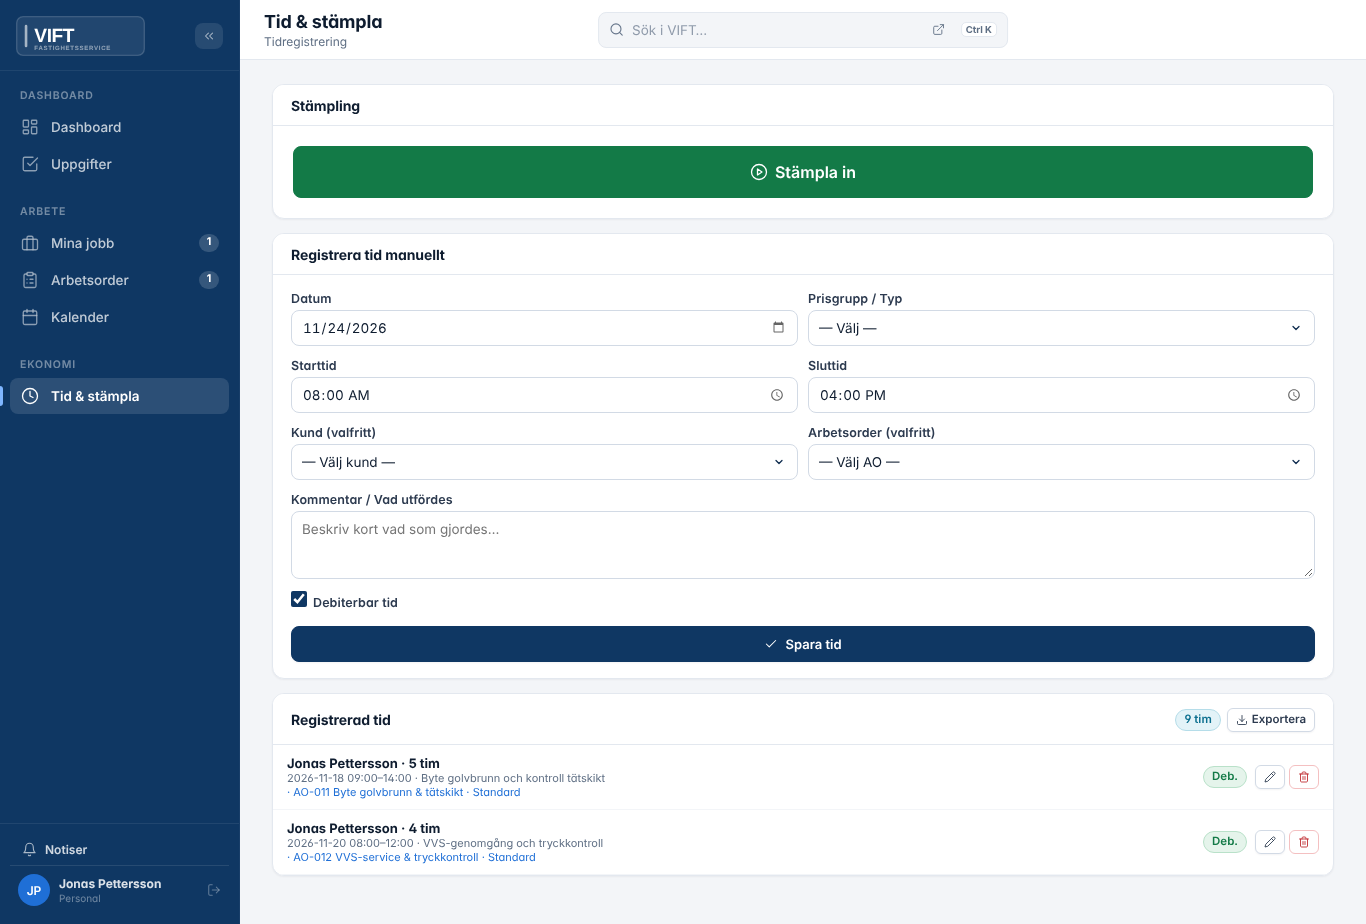 VIFT
FASTIGHETSSERVICE
DASHBOARD
Dashboard
Uppgifter
ARBETE
Mina jobb 1
Arbetsorder 1
Kalender
EKONOMI
Tid & stämpla
Notiser
JP
Jonas Pettersson
Personal
Tid & stämpla
Tidregistrering
Sök i VIFT...
Ctrl K
Stämpling
Stämpla in
Registrera tid manuellt
Datum
11/24/2026
Prisgrupp / Typ
— Välj —
Starttid
08:00 AM
Sluttid
04:00 PM
Kund (valfritt)
— Välj kund —
Arbetsorder (valfritt)
— Välj AO —
Kommentar / Vad utfördes
Beskriv kort vad som gjordes...
Debiterbar tid
Spara tid
Registrerad tid
9 tim
Exportera
Jonas Pettersson · 5 tim
2026-11-18 09:00–14:00 · Byte golvbrunn och kontroll tätskikt
· AO-011 Byte golvbrunn & tätskikt · Standard
Deb.
Jonas Pettersson · 4 tim
2026-11-20 08:00–12:00 · VVS-genomgång och tryckkontroll
· AO-012 VVS-service & tryckkontroll · Standard
Deb.